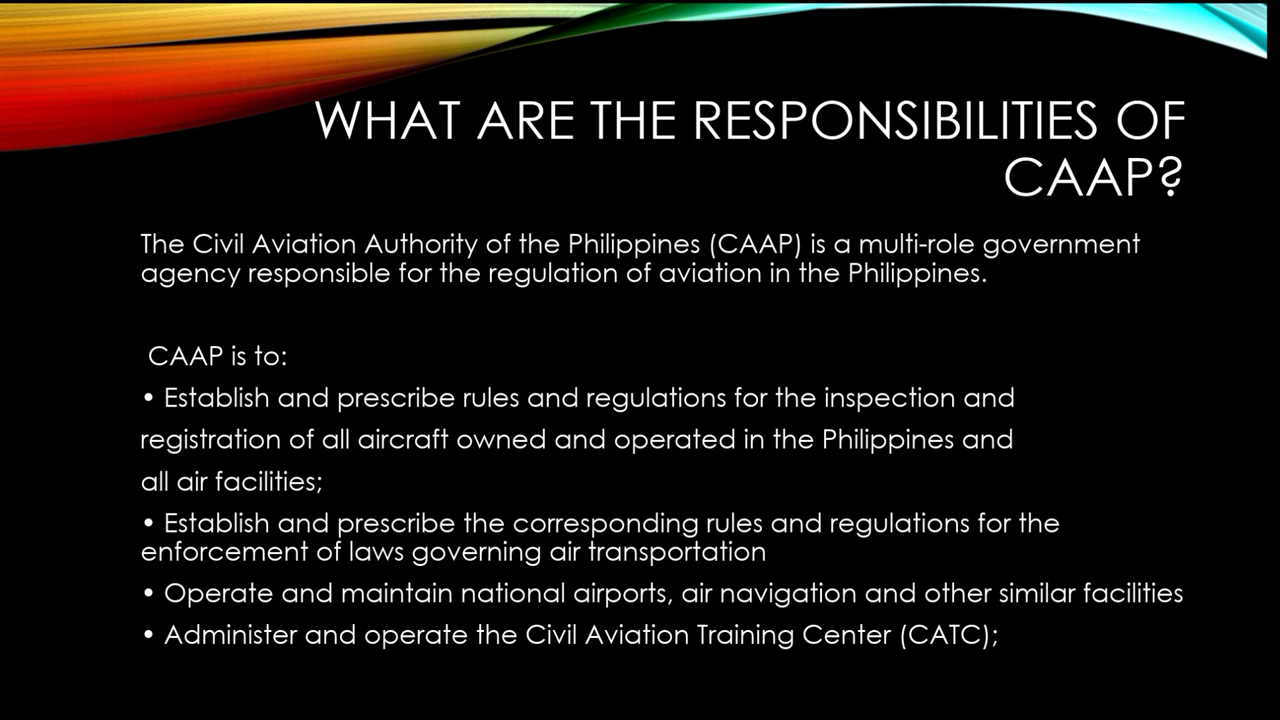 WHAT ARE THE RESPONSIBILITIES OF
CAAP?
The Civil Aviation Authority of the Philippines (CAAP) is a multi-role government
agency responsible for the regulation of aviation in the Philippines.
CAAP is to:
• Establish and prescribe rules and regulations for the inspection and
registration of all aircraft owned and operated in the Philippines and
all air facilities;
• Establish and prescribe the corresponding rules and regulations for the
enforcement of laws governing air transportation
• Operate and maintain national airports, air navigation and other similar facilities
• Administer and operate the Civil Aviation Training Center (CATC);